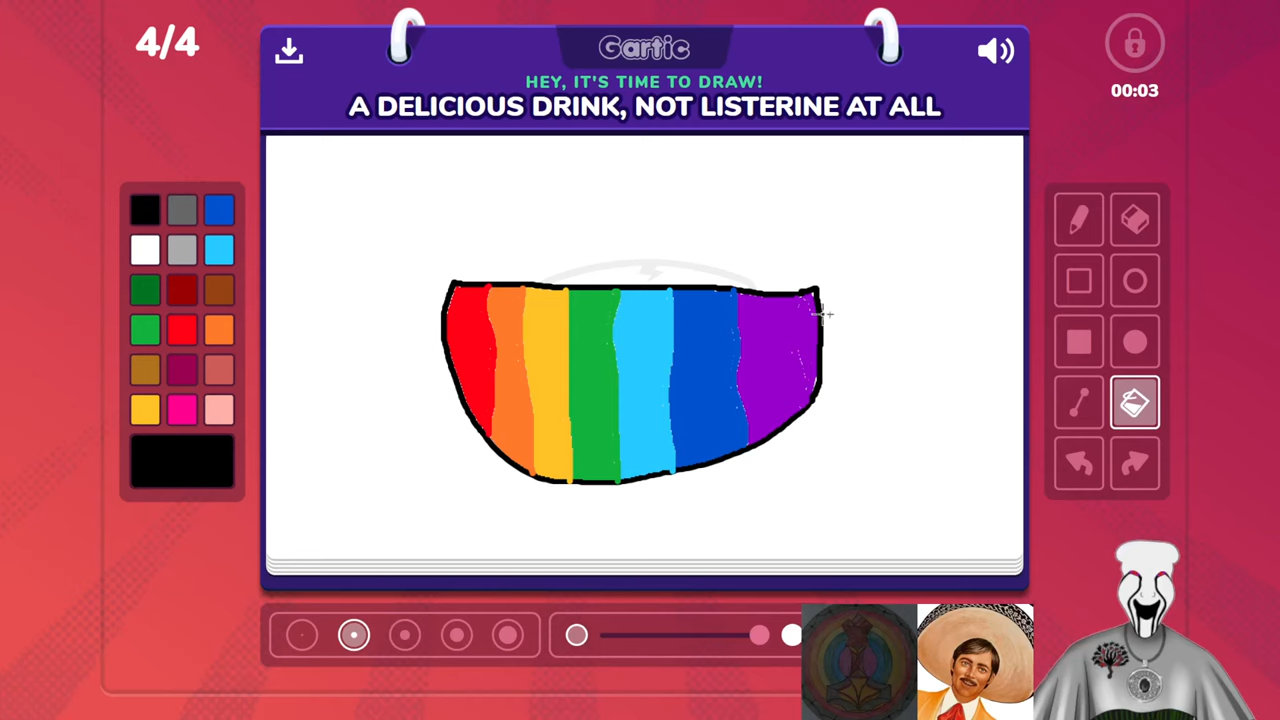 4/4
Gartic
HEY, IT'S TIME TO DRAW!
A DELICIOUS DRINK, NOT LISTERINE AT ALL
00:03